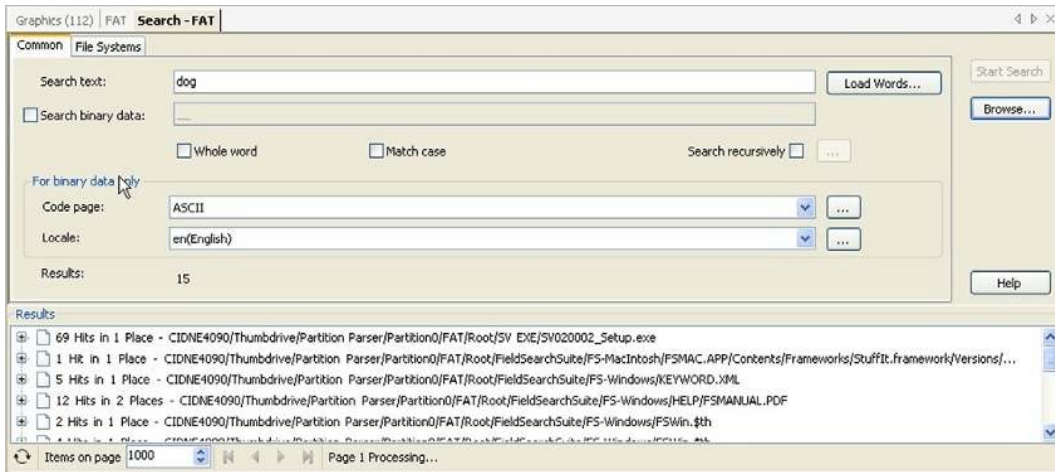 Graphics (112) FAT Search - FAT
Common File Systems
Search text: dog Load Words... Start Search
Search binary data: Browse...
Whole word Match case Search recursively ...
For binary data only
Code page: ASCII ...
Locale: en(English) ...
Results: 15 Help
Results
69 Hits in 1 Place - CIDNE4090/Thumbdrive/Partition Parser/Partition0/FAT/Root/SV EXE/SV020002_Setup.exe
1 Hit in 1 Place - CIDNE4090/Thumbdrive/Partition Parser/Partition0/FAT/Root/FieldSearchSuite/FS-MacIntosh/FSMAC.APP/Contents/Frameworks/StuffIt.framework/Versions/...
5 Hits in 1 Place - CIDNE4090/Thumbdrive/Partition Parser/Partition0/FAT/Root/FieldSearchSuite/FS-Windows/KEYWORD.XML
12 Hits in 2 Places - CIDNE4090/Thumbdrive/Partition Parser/Partition0/FAT/Root/FieldSearchSuite/FS-Windows/HELP/FSMANUAL.PDF
2 Hits in 1 Place - CIDNE4090/Thumbdrive/Partition Parser/Partition0/FAT/Root/FieldSearchSuite/FS-Windows/FSWin.$th
Items on page 1000 Page 1 Processing...